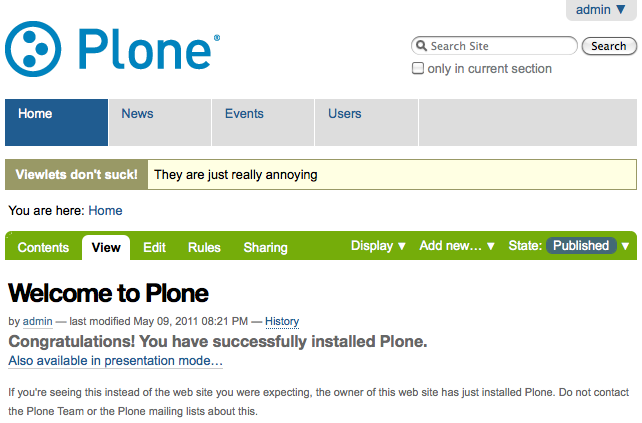 admin ▼
Plone®
Search Site Search
only in current section
Home News Events Users
Viewlets don't suck! They are just really annoying
You are here: Home
Contents View Edit Rules Sharing Display ▼ Add new... ▼ State: Published ▼
Welcome to Plone
by admin — last modified May 09, 2011 08:21 PM — History
Congratulations! You have successfully installed Plone.
Also available in presentation mode...
If you're seeing this instead of the web site you were expecting, the owner of this web site has just installed Plone. Do not contact
the Plone Team or the Plone mailing lists about this.